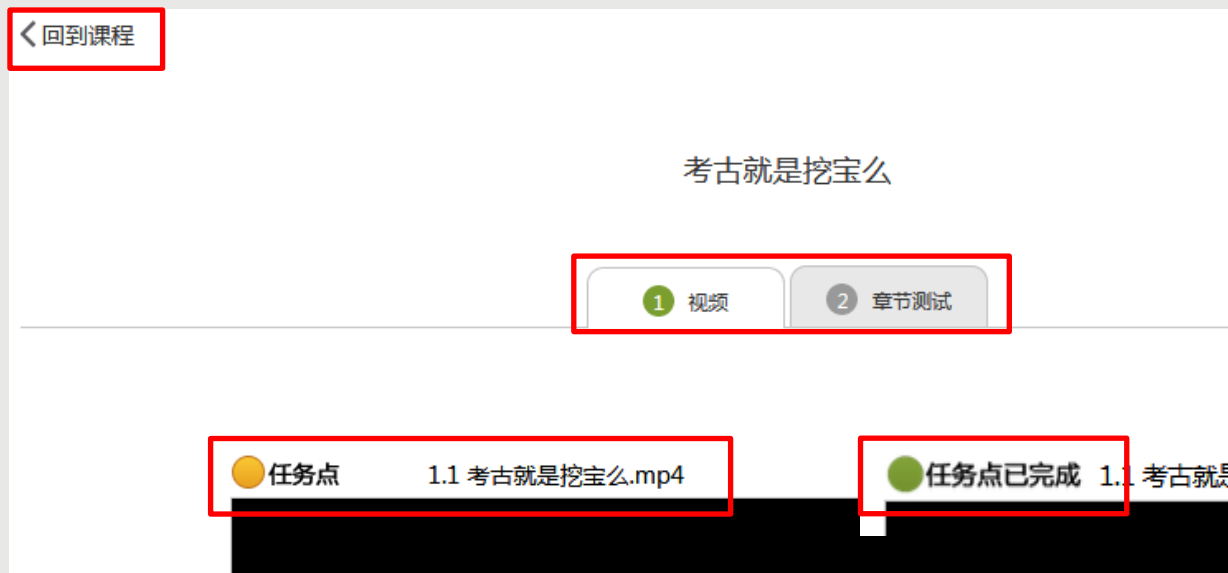 回到课程
考古就是挖宝么
1 视频 2 章节测试
任务点 1.1 考古就是挖宝么.mp4 任务点已完成 1.1 考古就是